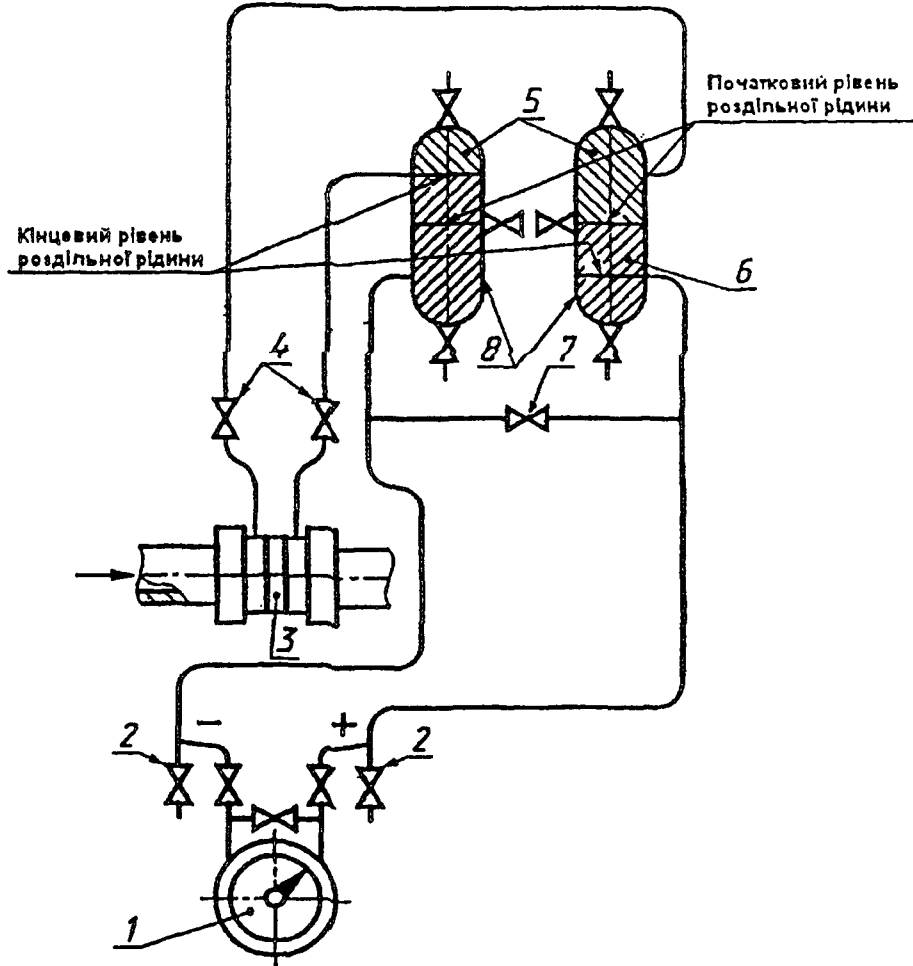 Початковий рівень
роздільної рідини
5
Кінцевий рівень
роздільної рідини
6
4
8
7
3
−
+
2
2
1